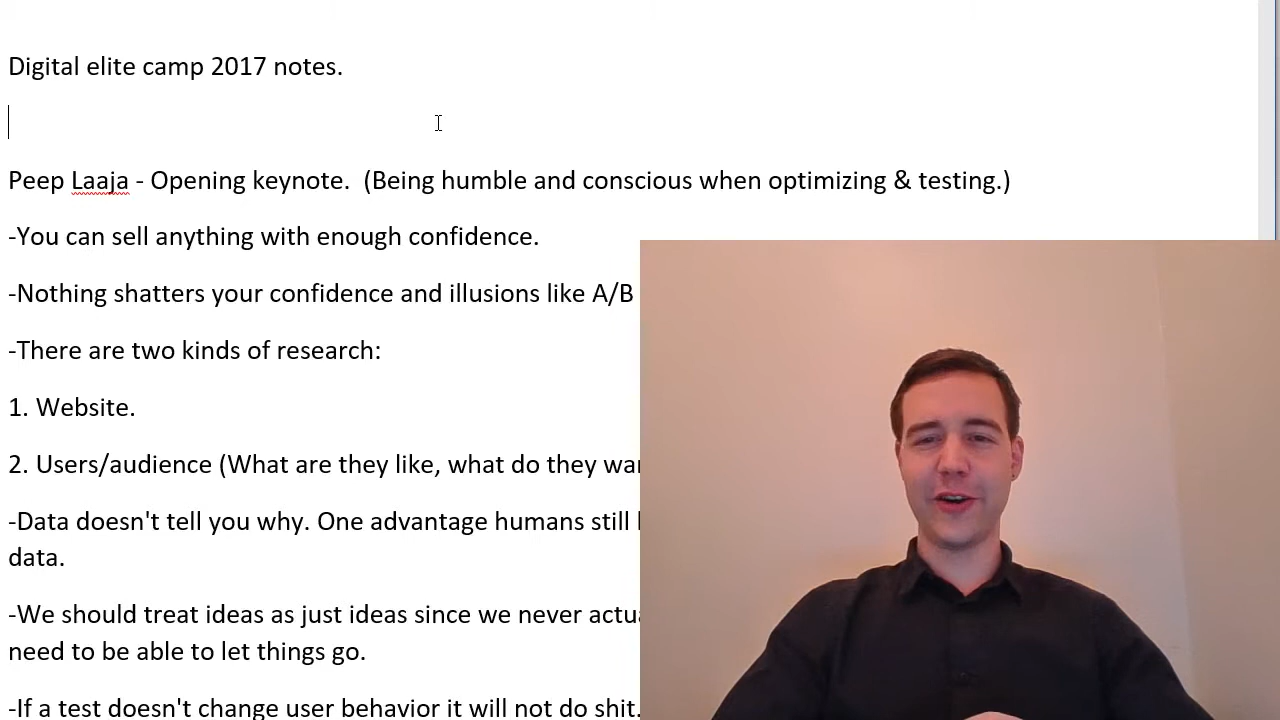 Digital elite camp 2017 notes.
Peep Laaja - Opening keynote.  (Being humble and conscious when optimizing & testing.)
-You can sell anything with enough confidence.
-Nothing shatters your confidence and illusions like A/B
-There are two kinds of research:
1. Website.
2. Users/audience (What are they like, what do they
-Data doesn't tell you why. One advantage humans still
data.
-We should treat ideas as just ideas since we never
need to be able to let things go.
-If a test doesn't change user behavior it will not do shit.